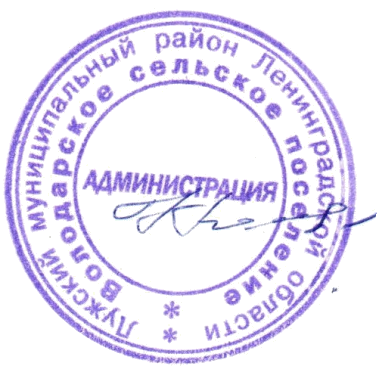 Лужский муниципальный район Ленинградской области
Володарское сельское поселение
АДМИНИСТРАЦИЯ